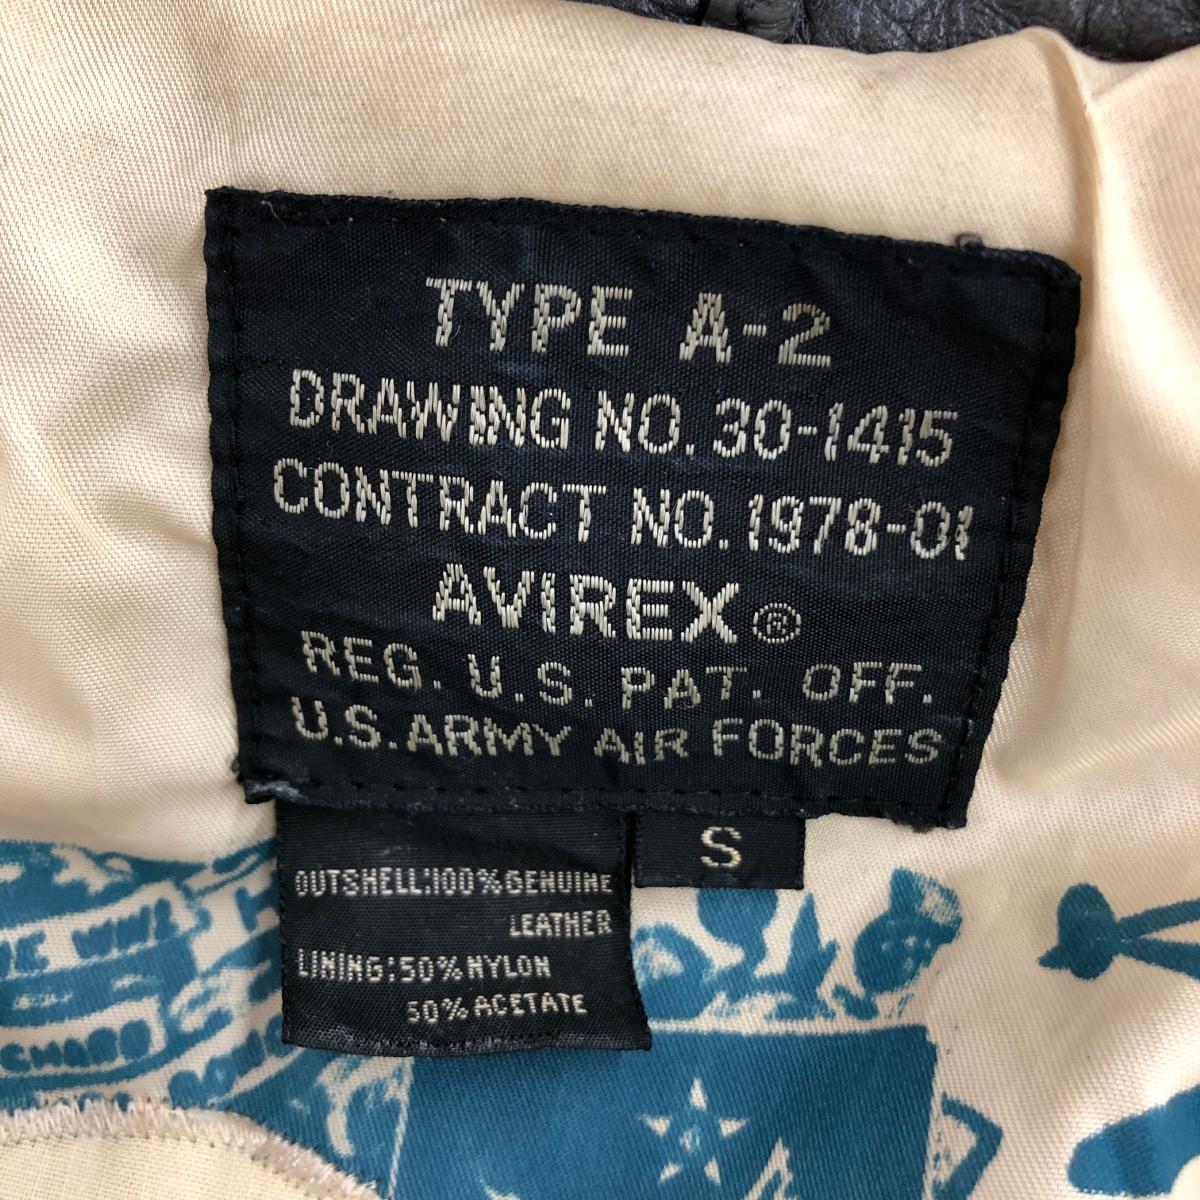 TYPE A-2
DRAWING NO. 30-1415
CONTRACT NO. 1978-01
AVIREX®
REG. U.S. PAT. OFF.
U.S. ARMY AIR FORCES
S
OUTSHELL:100%GENUINE
LEATHER
LINING:50%NYLON
50%ACETATE
WW2